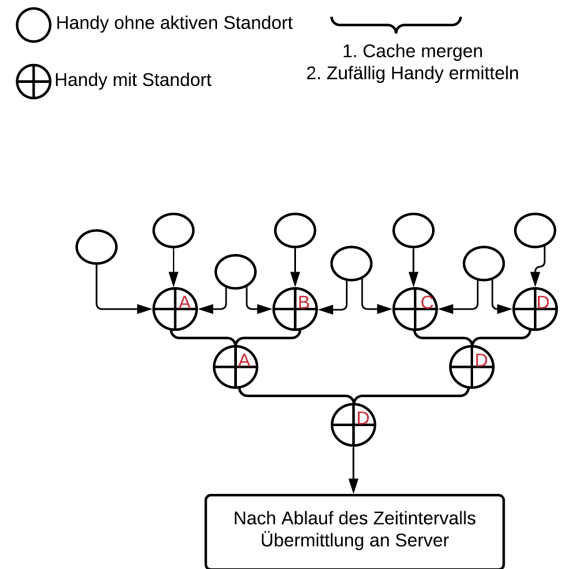 Handy ohne aktiven Standort
Handy mit Standort
1. Cache mergen
2. Zufällig Handy ermitteln
A
B
C
D
A
D
D
Nach Ablauf des Zeitintervalls
Übermittlung an Server